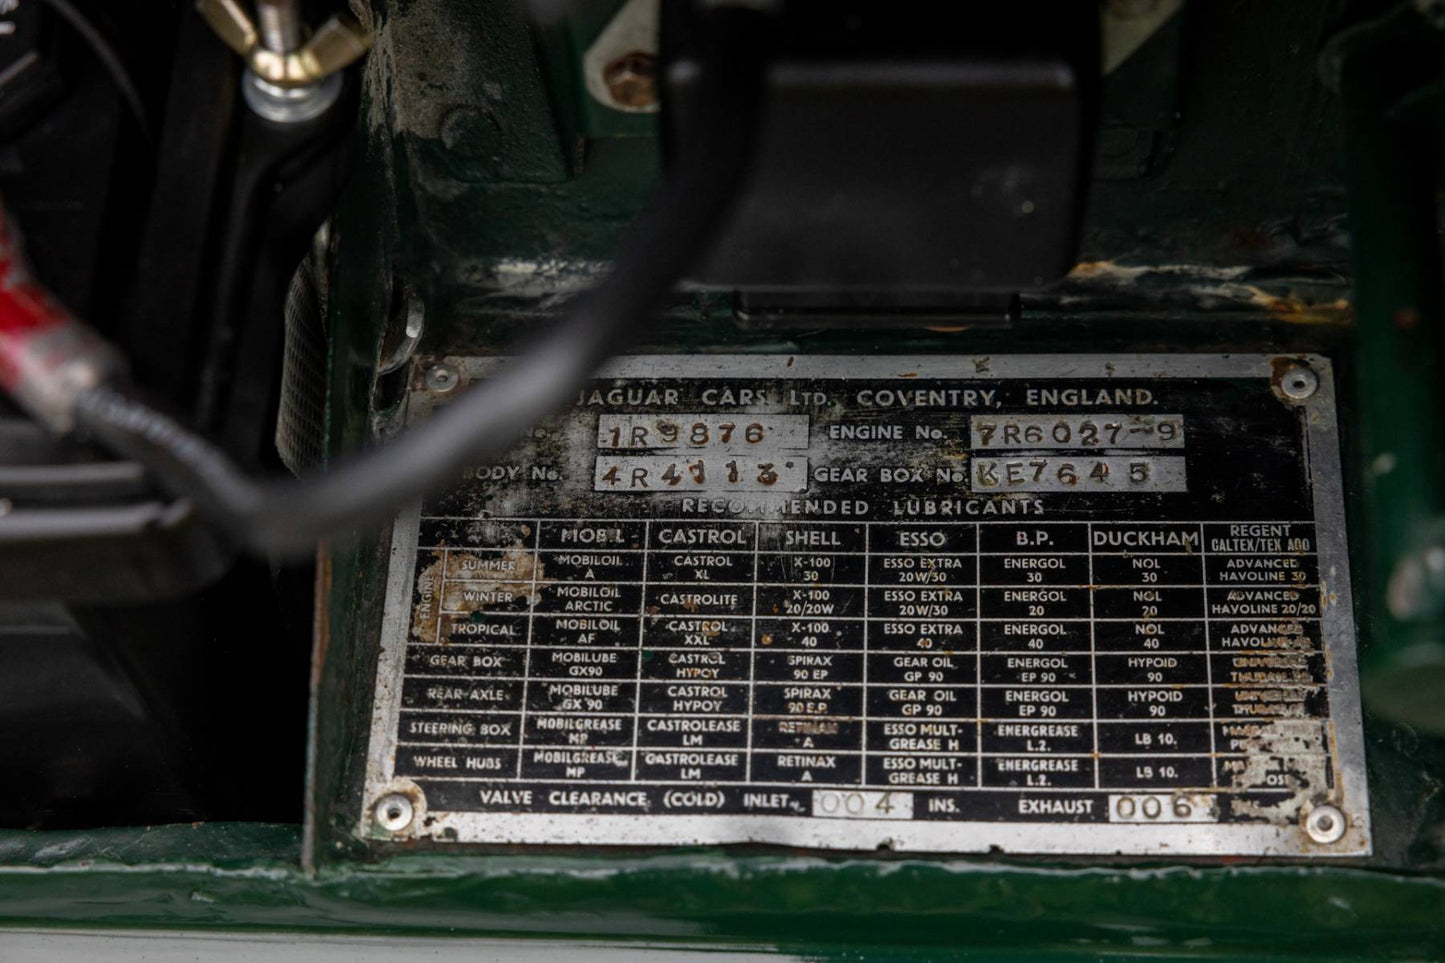 JAGUAR CARS, LTD., COVENTRY, ENGLAND.
No. 1R9876 ENGINE No. 7R6027-9
BODY No. 4R4113 GEAR BOX No. KE7645
RECOMMENDED LUBRICANTS
MOBIL CASTROL SHELL ESSO B.P. DUCKHAM REGENT CALTEX/TEXACO
ENGINE
SUMMER MOBILOIL A CASTROL XL X-100 30 ESSO EXTRA 20W/30 ENERGOL 30 NOL 30 ADVANCED HAVOLINE 30
WINTER MOBILOIL ARCTIC CASTROLITE X-100 20/20W ESSO EXTRA 20W/30 ENERGOL 20 NOL 20 ADVANCED HAVOLINE 20/20
TROPICAL MOBILOIL AF CASTROL XXL X-100 40 ESSO EXTRA 40 ENERGOL 40 NOL 40 ADVANCED HAVOLINE
GEAR BOX MOBILUBE GX90 CASTROL HYPOY SPIRAX 90 EP GEAR OIL GP 90 ENERGOL EP 90 HYPOID 90
REAR AXLE MOBILUBE GX 90 CASTROL HYPOY SPIRAX 90 E.P. GEAR OIL GP 90 ENERGOL EP 90 HYPOID 90
STEERING BOX MOBILGREASE MP CASTROLEASE LM RETINAX A ESSO MULT-GREASE H ENERGREASE L.2. LB 10.
WHEEL HUBS MOBILGREASE MP CASTROLEASE LM RETINAX A ESSO MULT-GREASE H ENERGREASE L.2. LB 10.
VALVE CLEARANCE (COLD) INLET 004 INS. EXHAUST 006